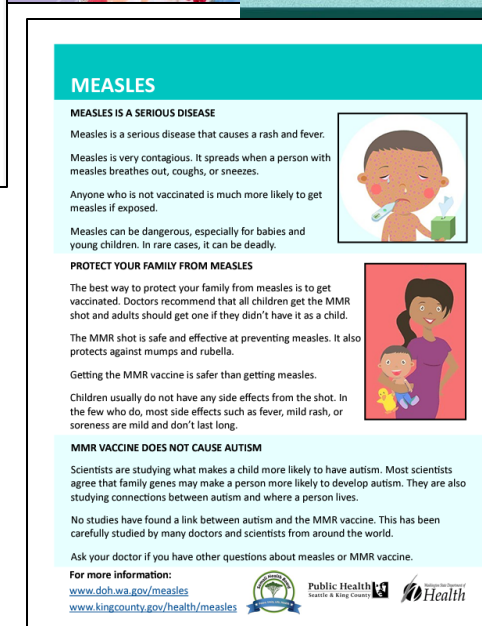 MEASLES
MEASLES IS A SERIOUS DISEASE
Measles is a serious disease that causes a rash and fever.
Measles is very contagious. It spreads when a person with
measles breathes out, coughs, or sneezes.
Anyone who is not vaccinated is much more likely to get
measles if exposed.
Measles can be dangerous, especially for babies and
young children. In rare cases, it can be deadly.
PROTECT YOUR FAMILY FROM MEASLES
The best way to protect your family from measles is to get
vaccinated. Doctors recommend that all children get the MMR
shot and adults should get one if they didn't have it as a child.
The MMR shot is safe and effective at preventing measles. It also
protects against mumps and rubella.
Getting the MMR vaccine is safer than getting measles.
Children usually do not have any side effects from the shot. In
the few who do, most side effects such as fever, mild rash, or
soreness are mild and don't last long.
MMR VACCINE DOES NOT CAUSE AUTISM
Scientists are studying what makes a child more likely to have autism. Most scientists
agree that family genes may make a person more likely to develop autism. They are also
studying connections between autism and where a person lives.
No studies have found a link between autism and the MMR vaccine. This has been
carefully studied by many doctors and scientists from around the world.
Ask your doctor if you have other questions about measles or MMR vaccine.
For more information:
www.doh.wa.gov/measles
www.kingcounty.gov/health/measles
Somali Health Board
Public Health
Seattle & King County
Washington State Department of
Health